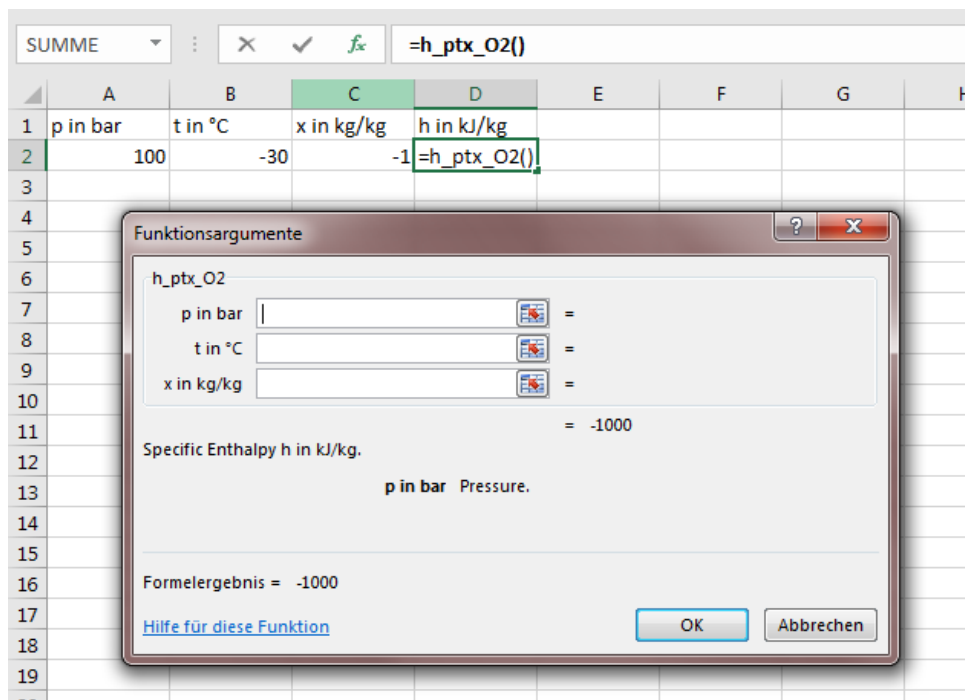 SUMME fx =h_ptx_O2()
A B C D E F G H
1 p in bar t in °C x in kg/kg h in kJ/kg
2 100 -30 -1 =h_ptx_O2()
3
4
Funktionsargumente ? X
5
6 h_ptx_O2
7 p in bar =
8 t in °C =
9 x in kg/kg =
10
11 = -1000
12 Specific Enthalpy h in kJ/kg.
13 p in bar Pressure.
14
15
16 Formelergebnis = -1000
17 Hilfe für diese Funktion OK Abbrechen
18
19